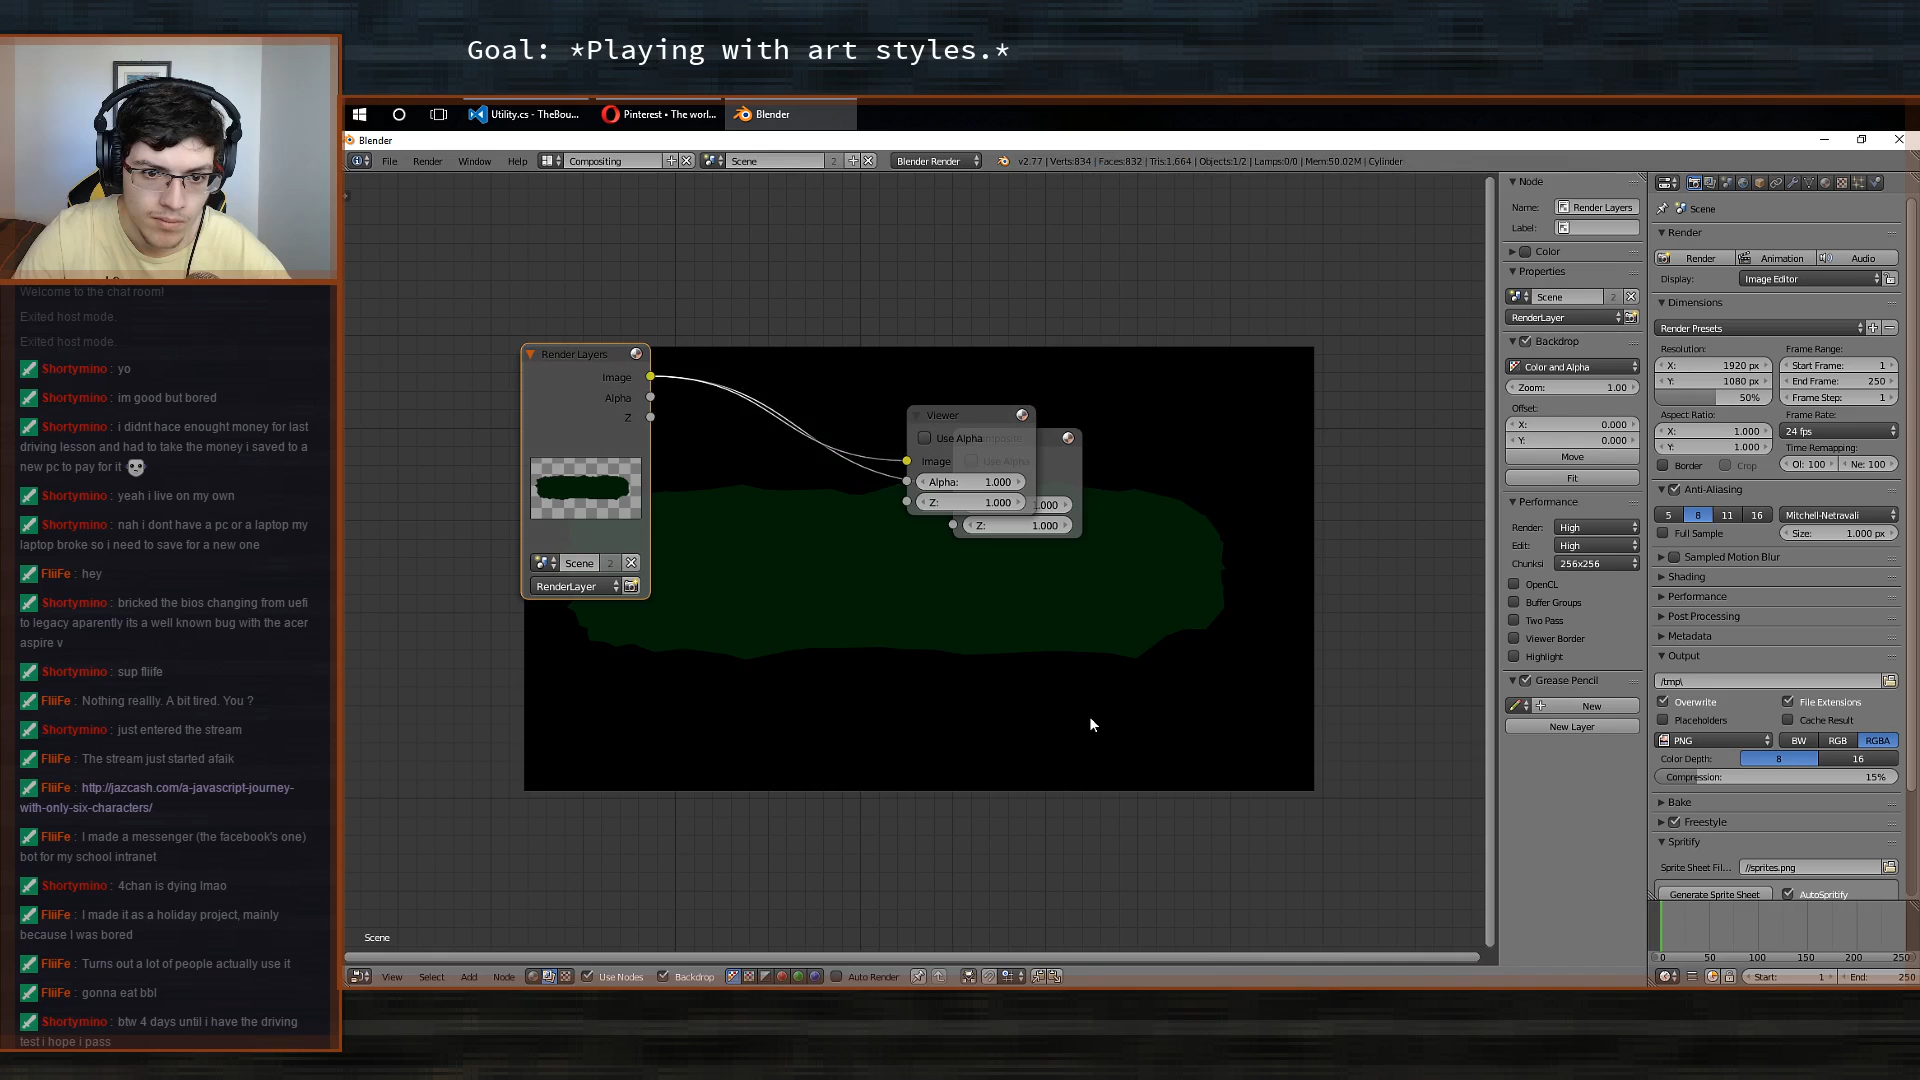 Goal: *Playing with art styles.*
Utility.cs - TheBou...
Pinterest • The worl...
Blender
Blender
File
Render
Window
Help
Compositing
Scene
2
Blender Render
v2.77 | Verts:834 | Faces:832 | Tris:1,664 | Objects:1/2 | Lamps:0/0 | Mem:50.02M | Cylinder
Welcome to the chat room!
Exited host mode.
Exited host mode.
Shortymino : yo
Shortymino : im good but bored
Shortymino : i didnt hace enought money for last
driving lesson and had to take the money i saved to a
new pc to pay for it
Shortymino : yeah i live on my own
Shortymino : nah i dont have a pc or a laptop my
laptop broke so i need to save for a new one
FliiFe : hey
Shortymino : bricked the bios changing from uefi
to legacy aparently its a well known bug with the acer
aspire v
Shortymino : sup fliife
FliiFe : Nothing reallly. A bit tired. You ?
Shortymino : just entered the stream
FliiFe : The stream just started afaik
FliiFe : http://jazcash.com/a-javascript-journey-
with-only-six-characters/
FliiFe : I made a messenger (the facebook's one)
bot for my school intranet
Shortymino : 4chan is dying lmao
FliiFe : I made it as a holiday project, mainly
because I was bored
FliiFe : Turns out a lot of people actually use it
FliiFe : gonna eat bbl
Shortymino : btw 4 days until i have the driving
test i hope i pass
Render Layers
Image
Alpha
Z
Scene
2
RenderLayer
Viewer
Use Alpha
Image
Alpha: 1.000
Z: 1.000
Use Alpha
1.000
Z: 1.000
Scene
View
Select
Add
Node
Use Nodes
Backdrop
Auto Render
Node
Name: Render Layers
Label:
Color
Properties
Scene
2
RenderLayer
Backdrop
Color and Alpha
Zoom: 1.00
Offset:
X: 0.000
Y: 0.000
Move
Fit
Performance
Render: High
Edit: High
Chunksi 256x256
OpenCL
Buffer Groups
Two Pass
Viewer Border
Highlight
Grease Pencil
New
New Layer
Scene
Render
Render
Animation
Audio
Display: Image Editor
Dimensions
Render Presets
Resolution:
X: 1920 px
Y: 1080 px
50%
Frame Range:
Start Frame: 1
End Frame: 250
Frame Step: 1
Aspect Ratio:
X: 1.000
Y: 1.000
Frame Rate:
24 fps
Time Remapping:
Border
Crop
Ol: 100
Ne: 100
Anti-Aliasing
5
8
11
16
Mitchell-Netravali
Full Sample
Size: 1.000 px
Sampled Motion Blur
Shading
Performance
Post Processing
Metadata
Output
/tmp\
Overwrite
File Extensions
Placeholders
Cache Result
PNG
BW
RGB
RGBA
Color Depth:
8
16
Compression: 15%
Bake
Freestyle
Spritify
Sprite Sheet Fil...
//sprites.png
Generate Sprite Sheet
AutoSpritify
0
50
100
150
200
250
Start: 1
End: 250